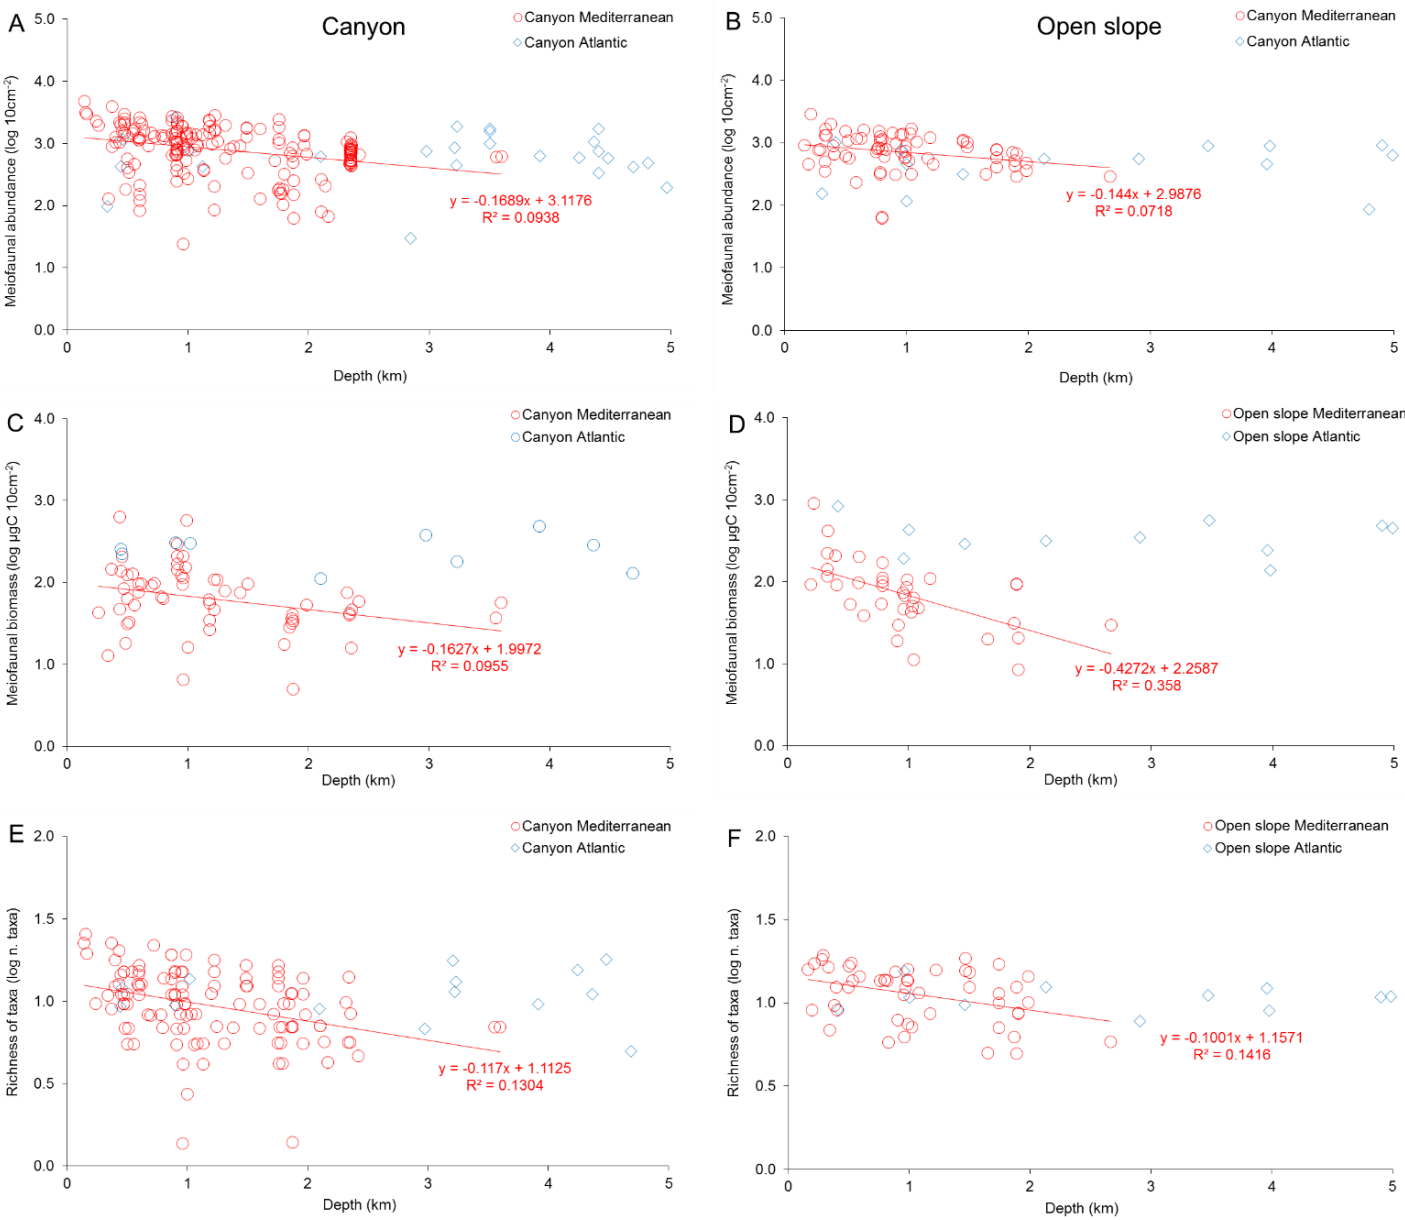 A
Canyon
Canyon Mediterranean
Canyon Atlantic
5.0
4.0
3.0
2.0
1.0
0.0
Meiofaunal abundance (log 10cm⁻²)
y = -0.1689x + 3.1176
R² = 0.0938
0 1 2 3 4 5
Depth (km)
B
Open slope
Canyon Mediterranean
Canyon Atlantic
5.0
4.0
3.0
2.0
1.0
0.0
Meiofaunal abundance (log 10cm⁻²)
y = -0.144x + 2.9876
R² = 0.0718
0 1 2 3 4 5
Depth (km)
C
Canyon Mediterranean
Canyon Atlantic
4.0
3.0
2.0
1.0
0.0
Meiofaunal biomass (log µgC 10cm⁻²)
y = -0.1627x + 1.9972
R² = 0.0955
0 1 2 3 4 5
Depth (km)
D
Open slope Mediterranean
Open slope Atlantic
4.0
3.0
2.0
1.0
0.0
Meiofaunal biomass (log µgC 10cm⁻²)
y = -0.4272x + 2.2587
R² = 0.358
0 1 2 3 4 5
Depth (km)
E
Canyon Mediterranean
Canyon Atlantic
2.0
1.5
1.0
0.5
0.0
Richness of taxa (log n. taxa)
y = -0.117x + 1.1125
R² = 0.1304
0 1 2 3 4 5
Depth (km)
F
Open slope Mediterranean
Open slope Atlantic
2.0
1.5
1.0
0.5
0.0
Richness of taxa (log n. taxa)
y = -0.1001x + 1.1571
R² = 0.1416
0 1 2 3 4 5
Depth (km)